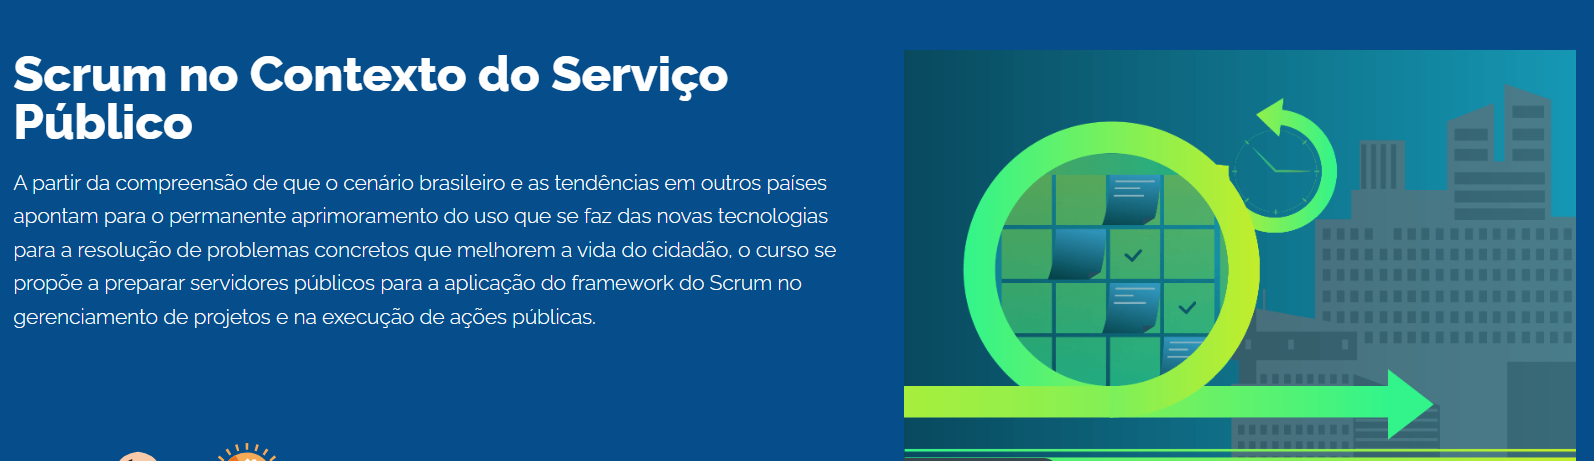 Scrum no Contexto do Serviço
Público
A partir da compreensão de que o cenário brasileiro e as tendências em outros países
apontam para o permanente aprimoramento do uso que se faz das novas tecnologias
para a resolução de problemas concretos que melhorem a vida do cidadão, o curso se
propõe a preparar servidores públicos para a aplicação do framework do Scrum no
gerenciamento de projetos e na execução de ações públicas.